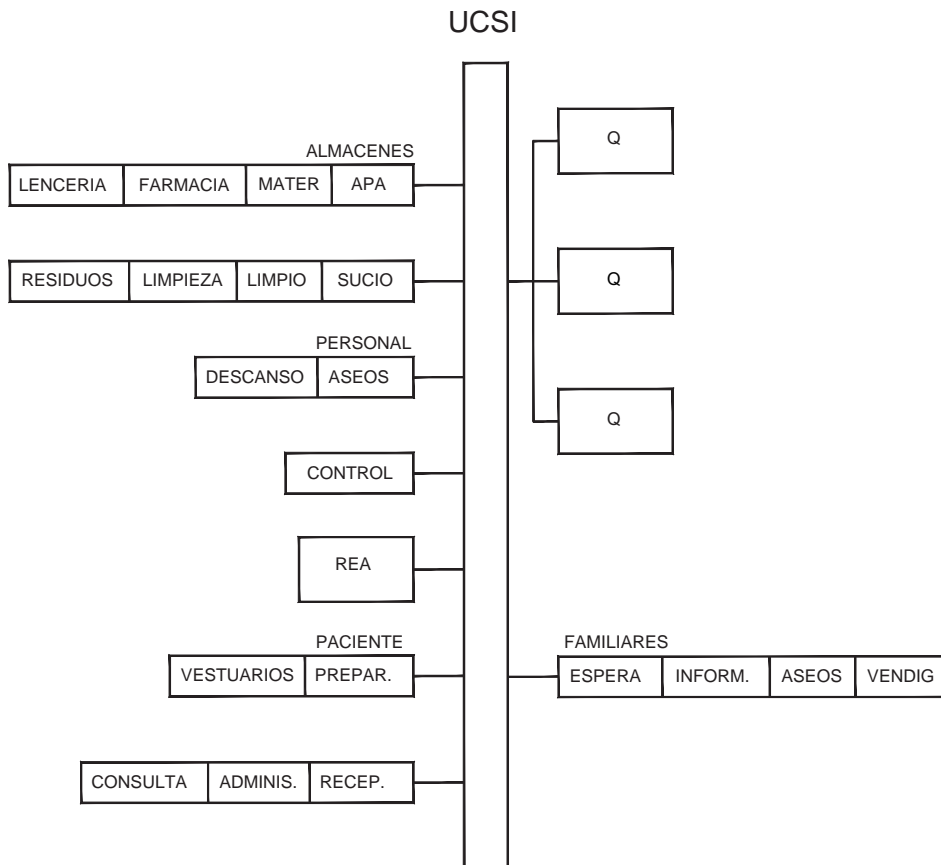 UCSI
ALMACENES
LENCERIA FARMACIA MATER APA
Q
RESIDUOS LIMPIEZA LIMPIO SUCIO
Q
PERSONAL
DESCANSO ASEOS
Q
CONTROL
REA
PACIENTE
VESTUARIOS PREPAR.
FAMILIARES
ESPERA INFORM. ASEOS VENDIG
CONSULTA ADMINIS. RECEP.